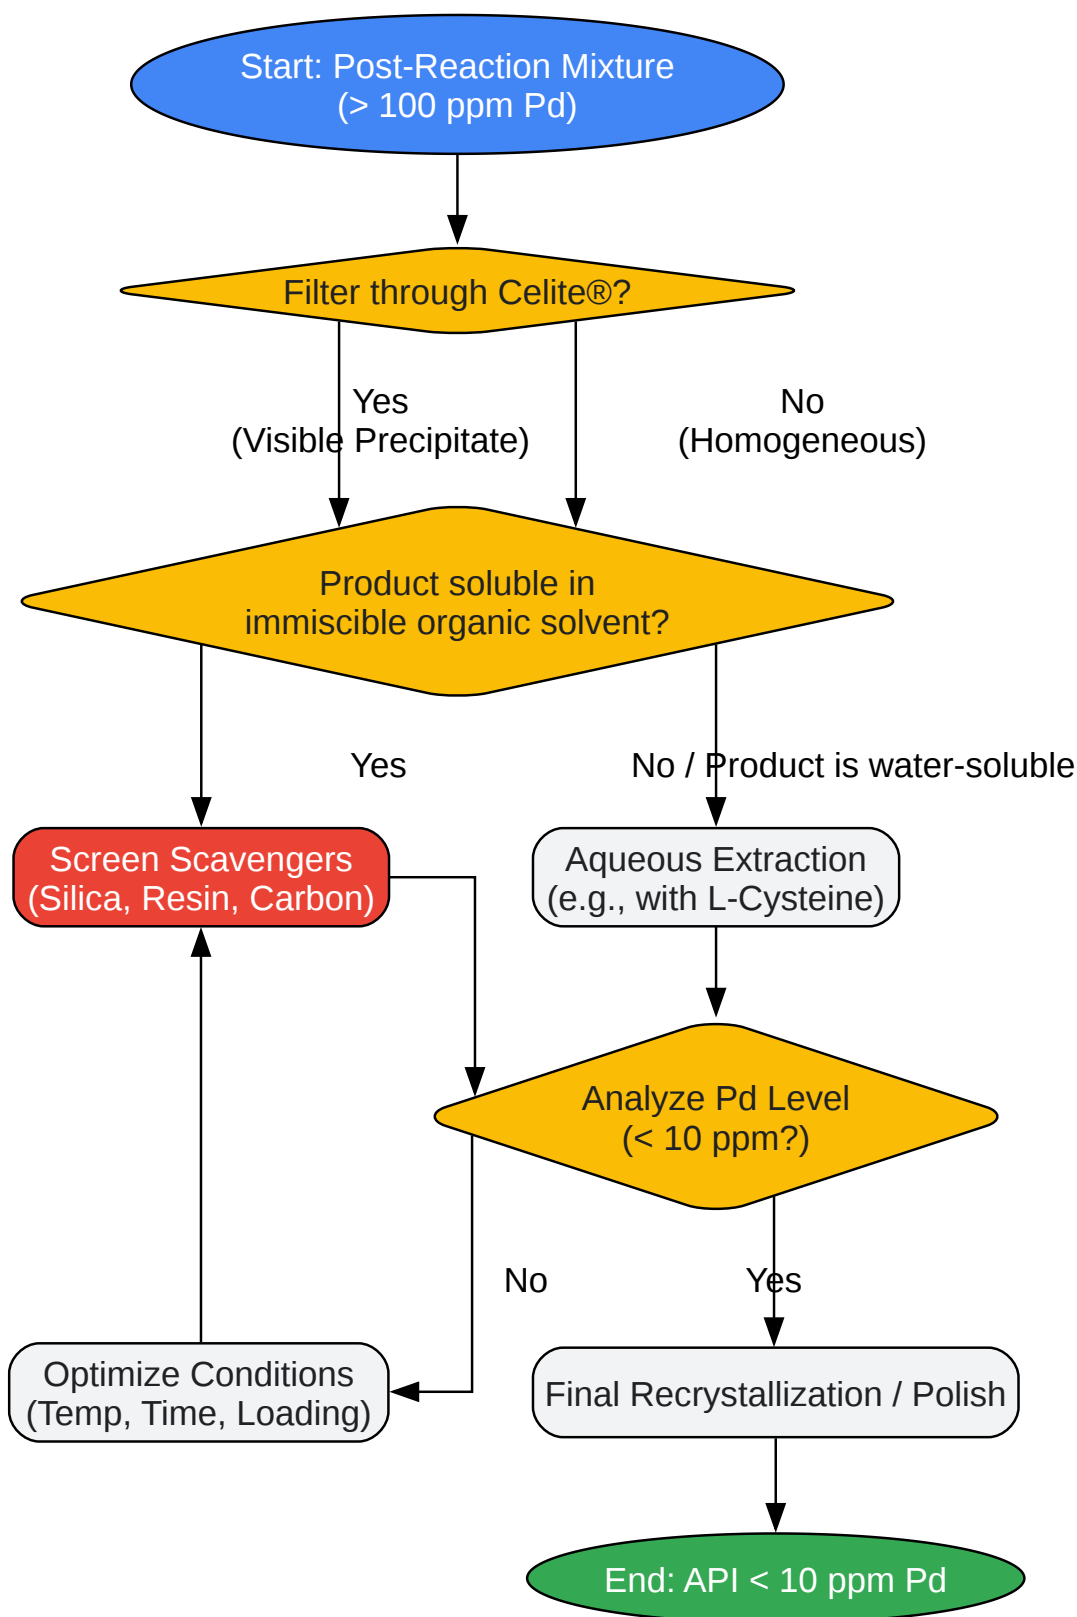 Start: Post-Reaction Mixture
(> 100 ppm Pd)
Filter through Celite®?
Yes
(Visible Precipitate)
No
(Homogeneous)
Product soluble in
immiscible organic solvent?
Yes
No / Product is water-soluble
Screen Scavengers
(Silica, Resin, Carbon)
Aqueous Extraction
(e.g., with L-Cysteine)
Analyze Pd Level
(< 10 ppm?)
No
Yes
Optimize Conditions
(Temp, Time, Loading)
Final Recrystallization / Polish
End: API < 10 ppm Pd